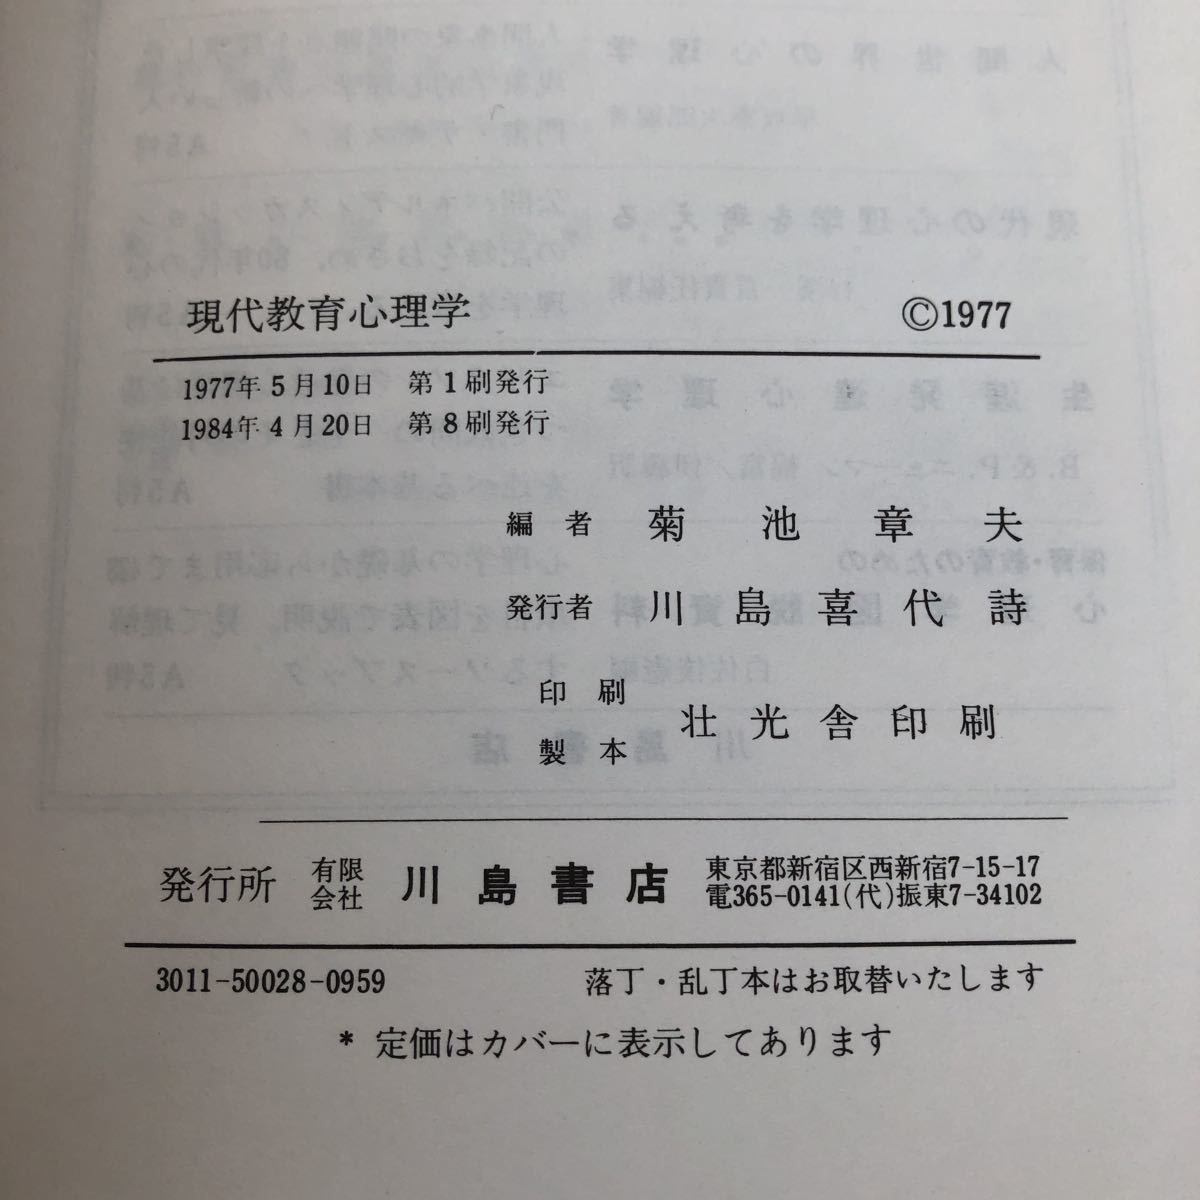 現代教育心理学 ©1977
1977年5月10日 第1刷発行
1984年4月20日 第8刷発行
編者 菊池章夫
発行者 川島喜代詩
印刷
製本 壮光舎印刷
発行所 有限会社 川島書店 東京都新宿区西新宿7-15-17
電365-0141(代)振東7-34102
3011-50028-0959 落丁・乱丁本はお取替いたします
* 定価はカバーに表示してあります